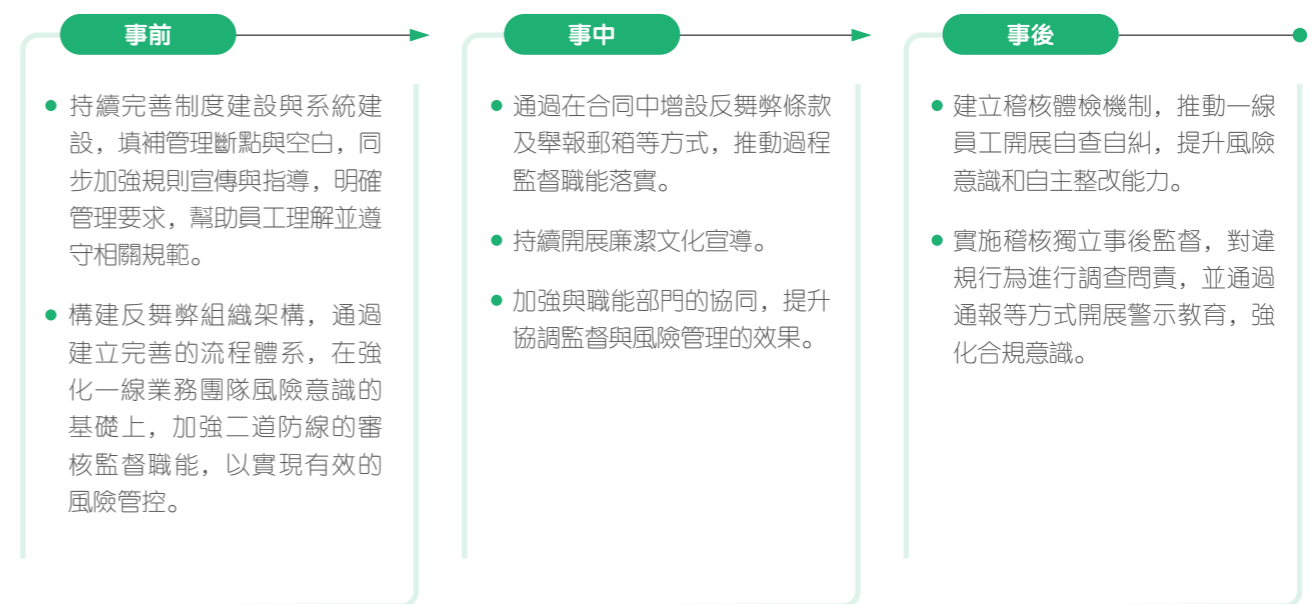 事前
持續完善制度建設與系統建
設，填補管理斷點與空白，同
步加強規則宣傳與指導，明確
管理要求，幫助員工理解並遵
守相關規範。
構建反舞弊組織架構，通過
建立完善的流程體系，在強
化一線業務團隊風險意識的
基礎上，加強二道防線的審
核監督職能，以實現有效的
風險管控。
事中
通過在合同中增設反舞弊條款
及舉報郵箱等方式，推動過程
監督職能落實。
持續開展廉潔文化宣導。
加強與職能部門的協同，提升
協調監督與風險管理的效果。
事後
建立稽核體檢機制，推動一線
員工開展自查自糾，提升風險
意識和自主整改能力。
實施稽核獨立事後監督，對違
規行為進行調查問責，並通過
通報等方式開展警示教育，強
化合規意識。